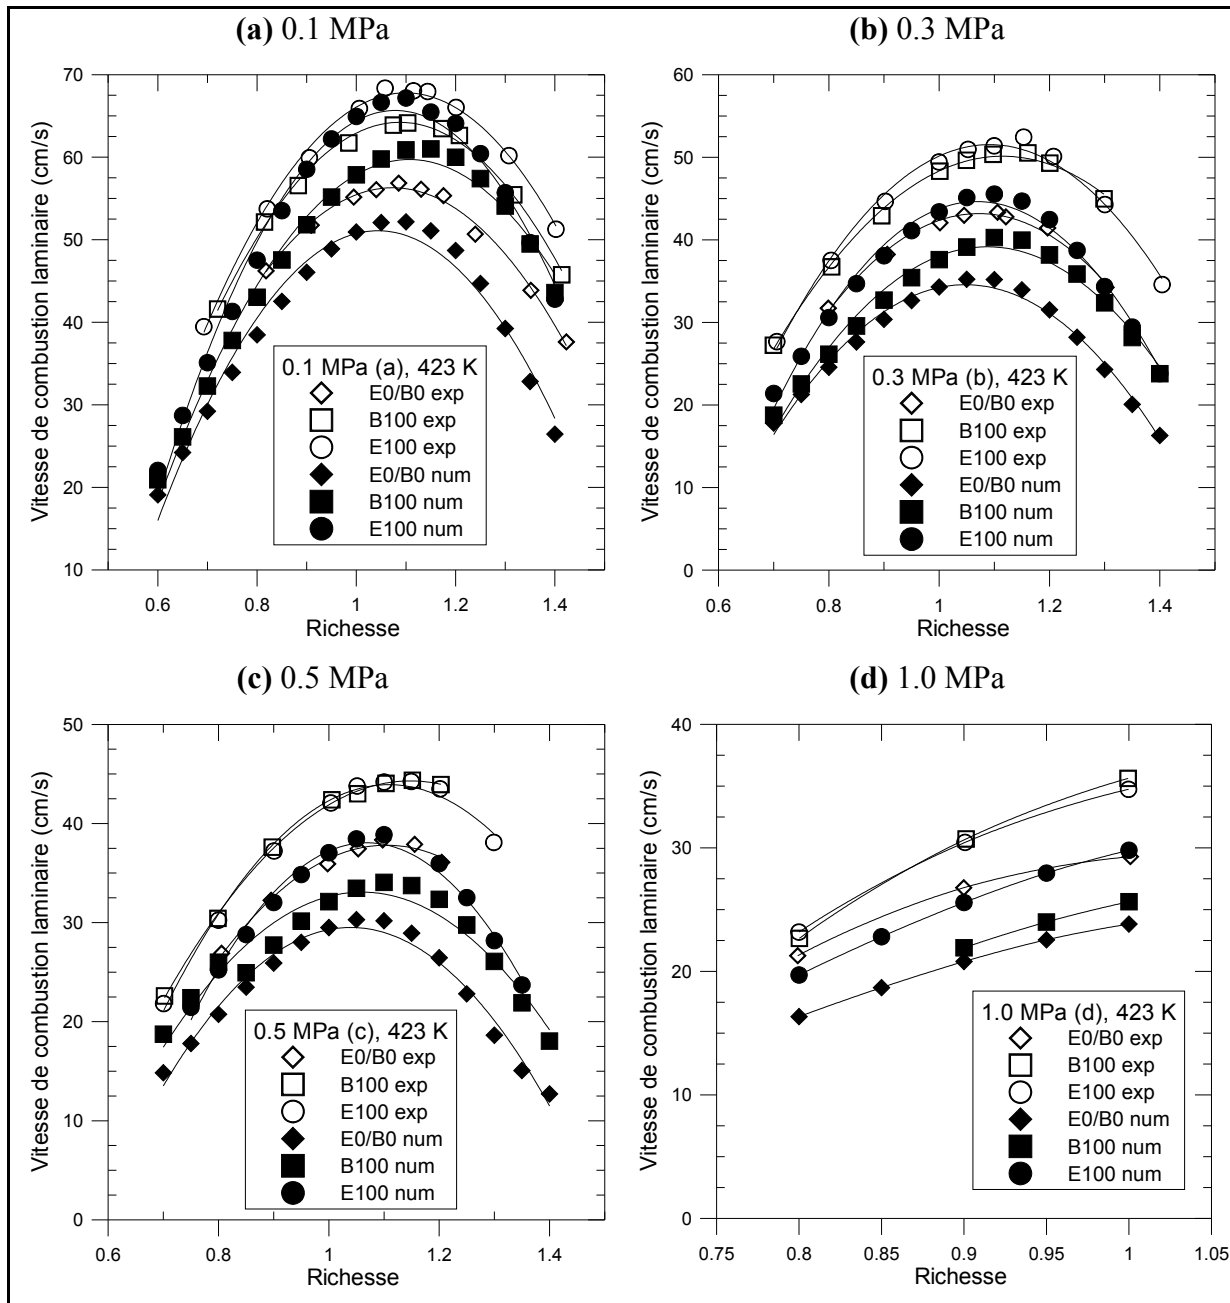 (a) 0.1 MPa
70
60
50
40
30
20
10
0.6
0.8
1
1.2
1.4
Richesse
Vitesse de combustion laminaire (cm/s)
0.1 MPa (a), 423 K
E0/B0 exp
B100 exp
E100 exp
E0/B0 num
B100 num
E100 num
(b) 0.3 MPa
60
50
40
30
20
10
0
0.6
0.8
1
1.2
1.4
Richesse
Vitesse de combustion laminaire (cm/s)
0.3 MPa (b), 423 K
E0/B0 exp
B100 exp
E100 exp
E0/B0 num
B100 num
E100 num
(c) 0.5 MPa
50
40
30
20
10
0
0.6
0.8
1
1.2
1.4
Richesse
Vitesse de combustion laminaire (cm/s)
0.5 MPa (c), 423 K
E0/B0 exp
B100 exp
E100 exp
E0/B0 num
B100 num
E100 num
(d) 1.0 MPa
40
30
20
10
0
0.75
0.8
0.85
0.9
0.95
1
1.05
Richesse
Vitesse de combustion laminaire (cm/s)
1.0 MPa (d), 423 K
E0/B0 exp
B100 exp
E100 exp
E0/B0 num
B100 num
E100 num